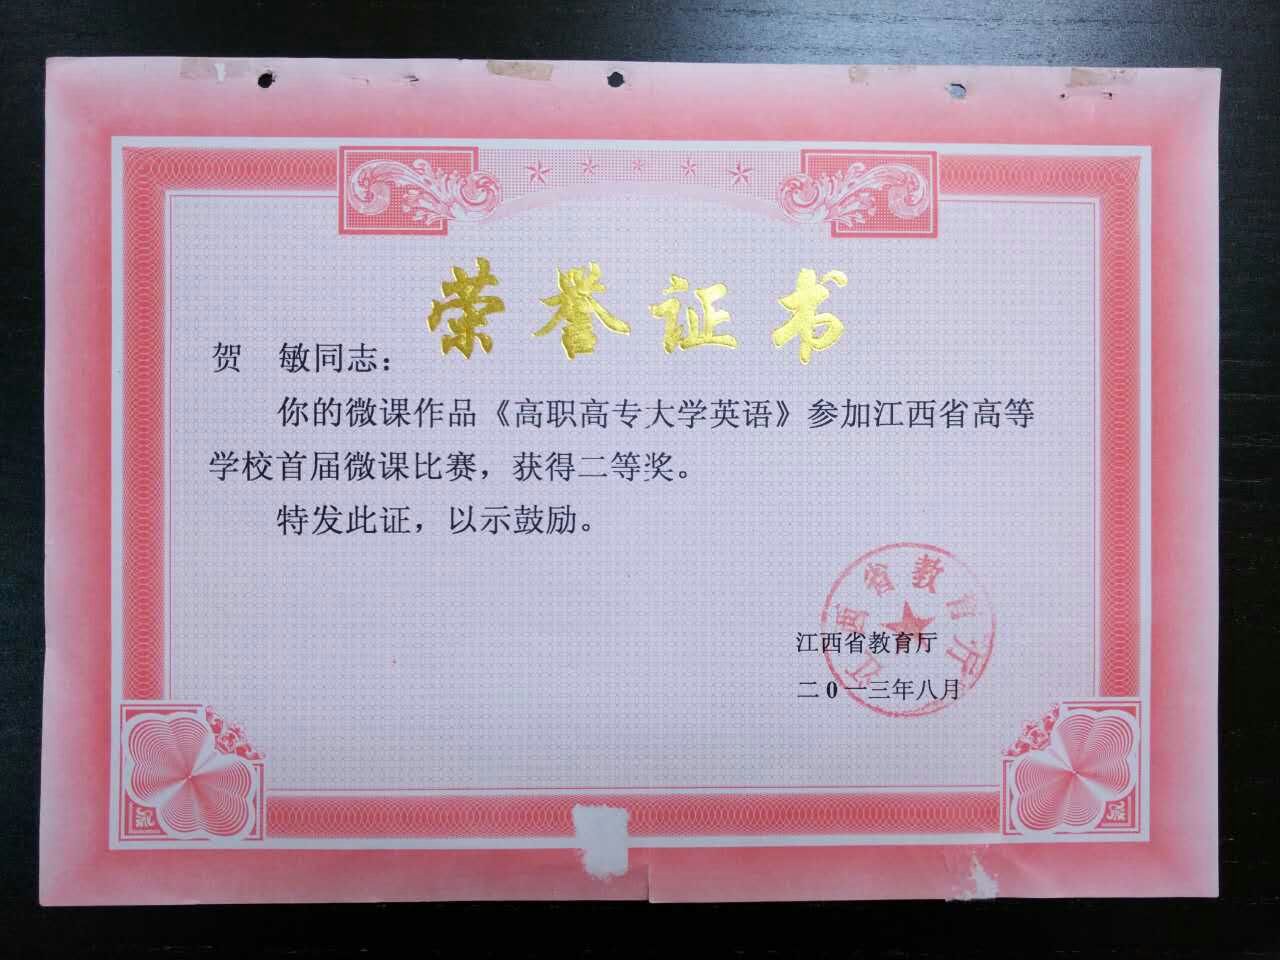 荣誉证书
贺　敏同志：
你的微课作品《高职高专大学英语》参加江西省高等
学校首届微课比赛，获得二等奖。
特发此证，以示鼓励。
江西省教育厅
江西省教育厅
二0一三年八月